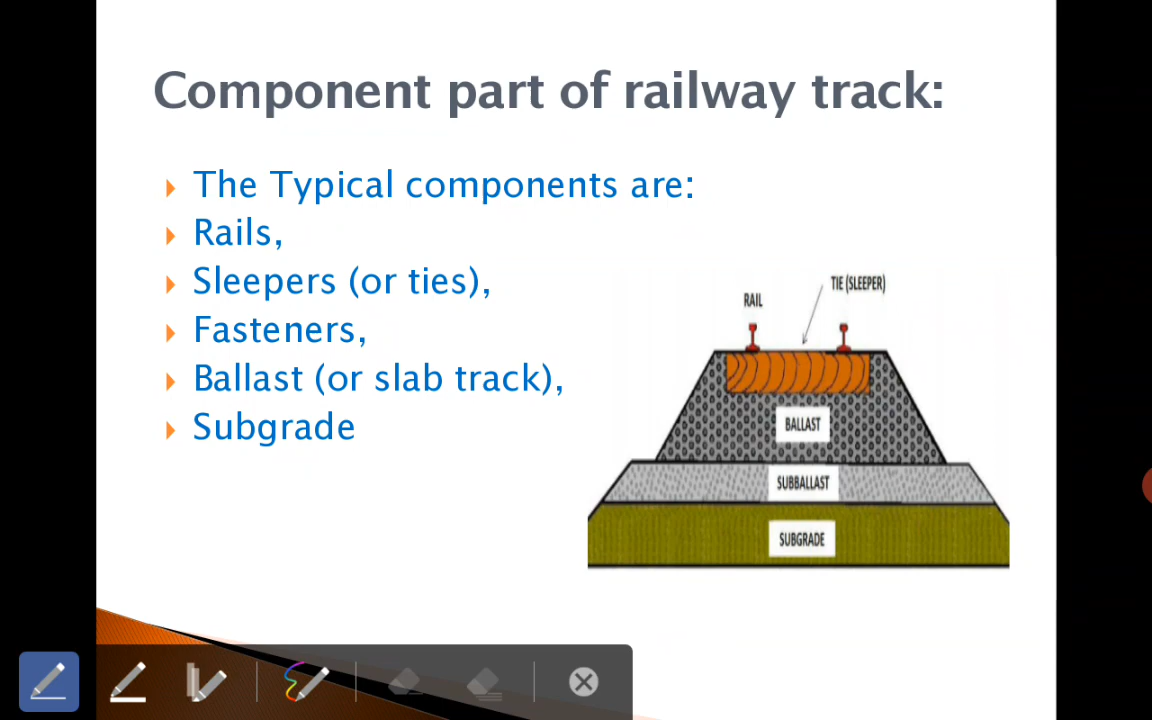 Component part of railway track:
The Typical components are:
Rails,
Sleepers (or ties),
Fasteners,
Ballast (or slab track),
Subgrade
TIE (SLEEPER)
RAIL
BALLAST
SUBBALLAST
SUBGRADE